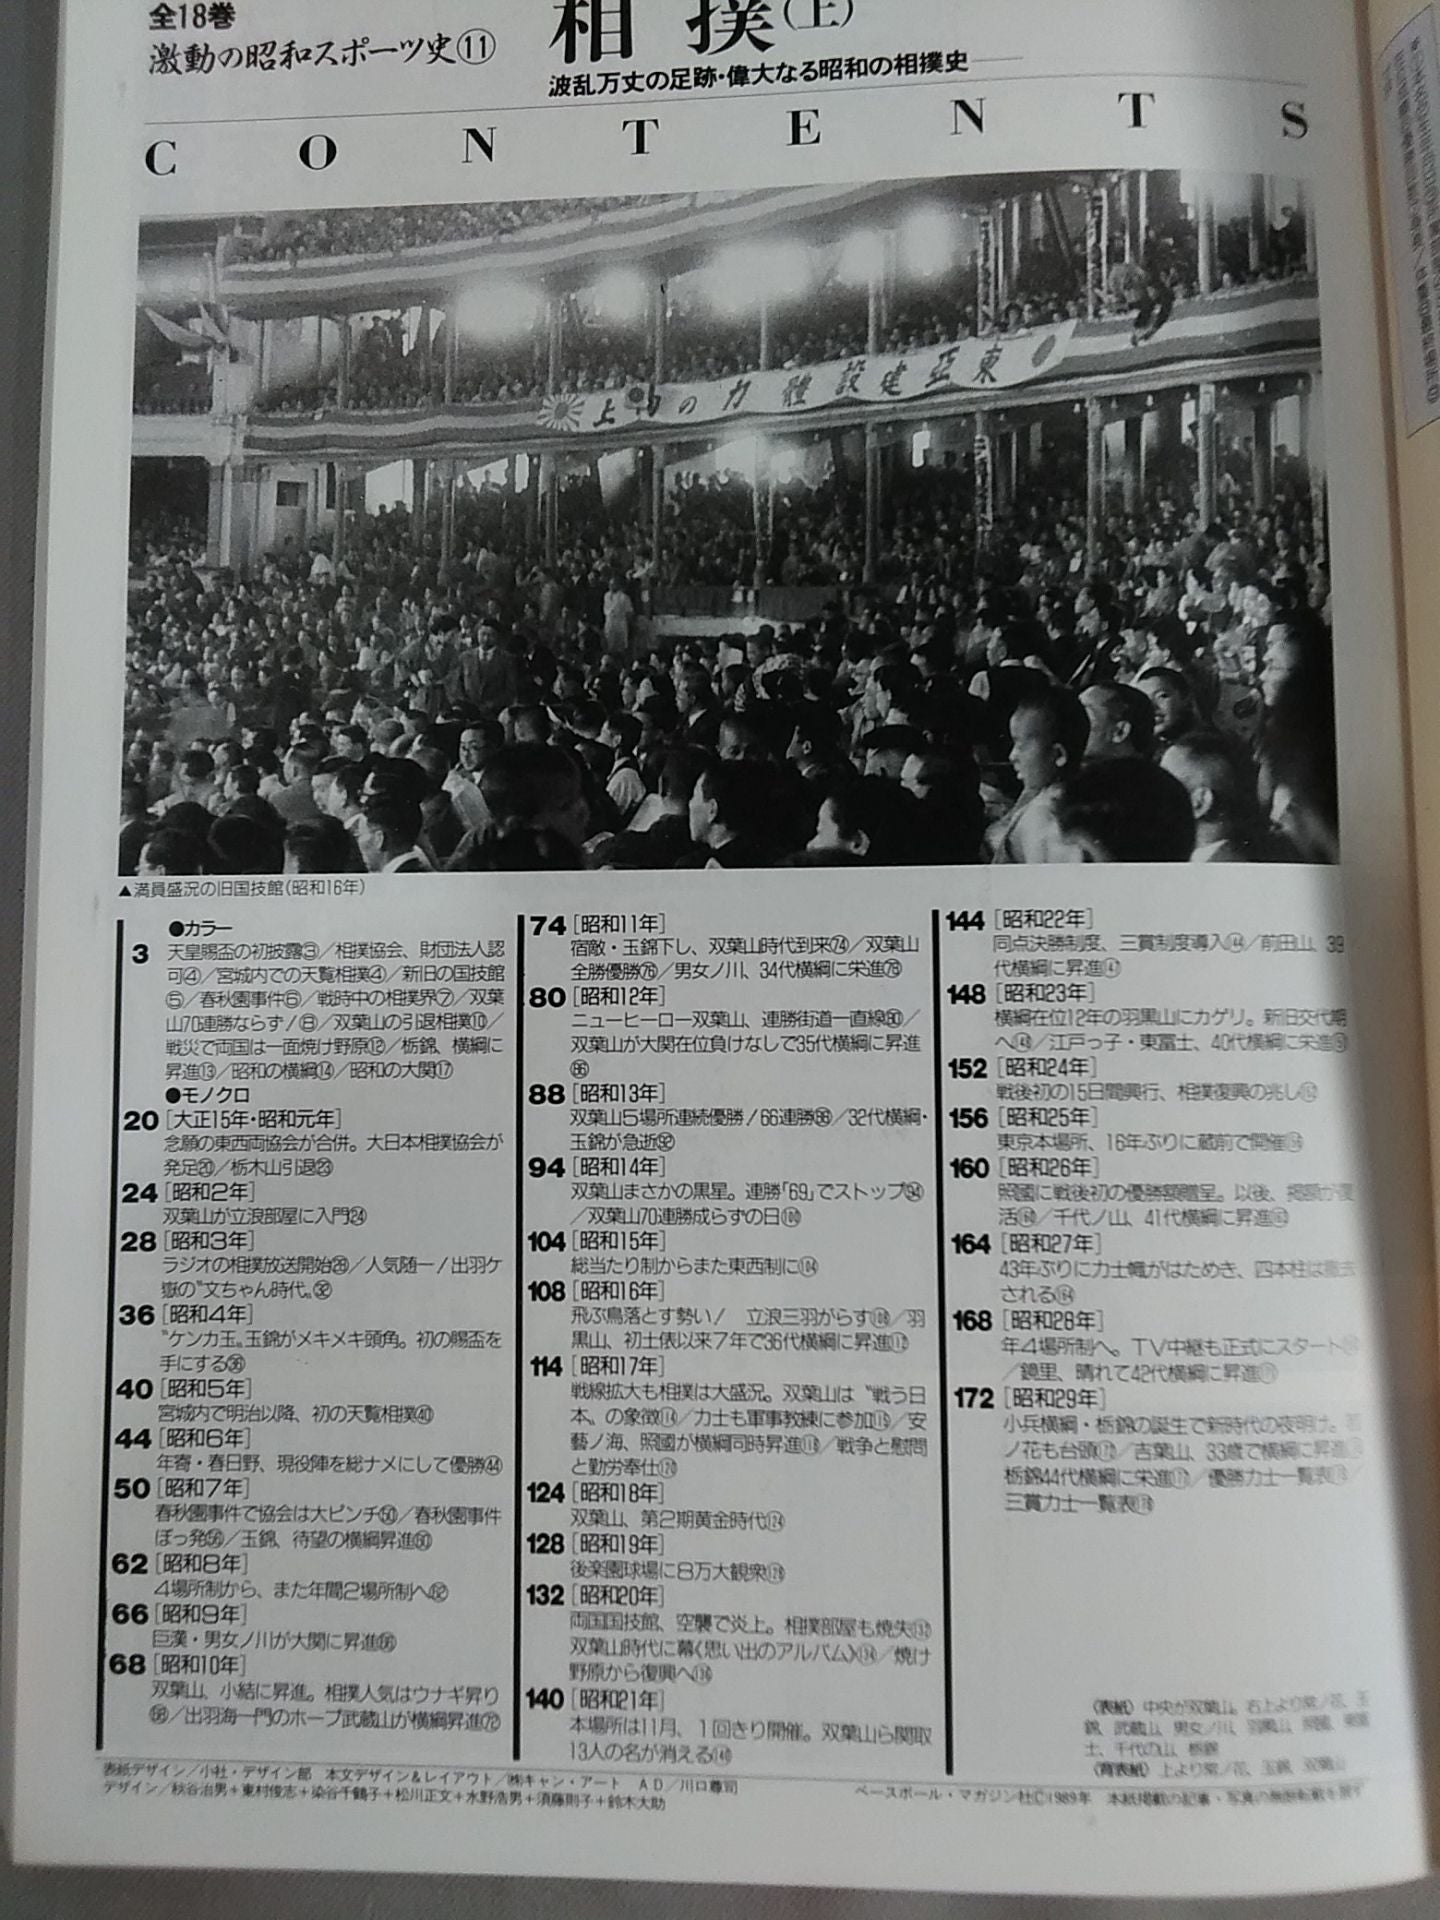 全18巻
激動の昭和スポーツ史⑪
相撲(上)
波乱万丈の足跡・偉大なる昭和の相撲史
CONTENTS
上向の力體設建亞東
▲満員盛況の旧国技館(昭和16年)
●カラー
3 天皇賜盃の初披露③/相撲協会、財団法人認
可④/宮城内での天覧相撲④/新旧の国技館
⑤/春秋園事件⑥/戦時中の相撲界⑦/双葉
山70連勝ならず!⑧/双葉山の引退相撲⑩/
戦災で両国は一面焼け野原⑫/栃錦、横綱に
昇進⑬/昭和の横綱⑭/昭和の大関⑰
●モノクロ
20[大正15年・昭和元年]
念願の東西両協会が合併。大日本相撲協会が
発足⑳/栃木山引退㉓
24[昭和2年]
双葉山が立浪部屋に入門㉔
28[昭和3年]
ラジオの相撲放送開始㉘/人気随一!出羽ケ
嶽の〝文ちゃん時代〟㉜
36[昭和4年]
〝ケンカ玉〟玉錦がメキメキ頭角。初の賜盃を
手にする㊱
40[昭和5年]
宮城内で明治以降、初の天覧相撲㊵
44[昭和6年]
年寄・春日野、現役陣を総ナメにして優勝㊹
50[昭和7年]
春秋園事件で協会は大ピンチ㊿/春秋園事件
ぼっ発(56)/玉錦、待望の横綱昇進㊿
62[昭和8年]
4場所制から、また年間2場所制へ(62)
66[昭和9年]
巨漢・男女ノ川が大関に昇進(66)
68[昭和10年]
双葉山、小結に昇進。相撲人気はウナギ昇り
(68)/出羽海一門のホープ武蔵山が横綱昇進(72)
74[昭和11年]
宿敵・玉錦下し、双葉山時代到来(74)/双葉山
全勝優勝(76)/男女ノ川、34代横綱に栄進(78)
80[昭和12年]
ニューヒーロー双葉山、連勝街道一直線(80)/
双葉山が大関在位負けなしで35代横綱に昇進
(86)
88[昭和13年]
双葉山5場所連続優勝!66連勝(88)/32代横綱・
玉錦が急逝(92)
94[昭和14年]
双葉山まさかの黒星。連勝「69」でストップ(94)
/双葉山70連勝成らずの日(100)
104[昭和15年]
総当たり制からまた東西制に(104)
108[昭和16年]
飛ぶ鳥落とす勢い! 立浪三羽がらす(108)/羽
黒山、初土俵以来7年で36代横綱に昇進(112)
114[昭和17年]
戦線拡大も相撲は大盛況。双葉山は〝戦う日
本〟の象徴(114)/力士も軍事教練に参加(115)/安
藝ノ海、照國が横綱同時昇進(118)/戦争と慰問
と勤労奉仕(120)
124[昭和18年]
双葉山、第2期黄金時代(124)
128[昭和19年]
後楽園球場に8万大観衆(128)
132[昭和20年]
両国国技館、空襲で炎上。相撲部屋も焼失(132)
双葉山時代に幕〈思い出のアルバム〉(134)/焼け
野原から復興へ(136)
140[昭和21年]
本場所は11月、1回きり開催。双葉山ら関取
13人の名が消える(140)
144[昭和22年]
同点決勝制度、三賞制度導入(144)/前田山、39
代横綱に昇進
148[昭和23年]
横綱在位12年の羽黒山にカゲリ。新旧交代期
へ(148)/江戸っ子・東富士、40代横綱に栄進
152[昭和24年]
戦後初の15日間興行、相撲復興の兆し(152)
156[昭和25年]
東京本場所、16年ぶりに蔵前で開催(156)
160[昭和26年]
照國に戦後初の優勝額贈呈。以後、掲額が復
活(160)/千代ノ山、41代横綱に昇進
164[昭和27年]
43年ぶりに力士幟がはためき、四本柱は撤去
される(164)
168[昭和28年]
年4場所制へ。TV中継も正式にスタート
/鏡里、晴れて42代横綱に昇進
172[昭和29年]
小兵横綱・栃錦の誕生で新時代の夜明け。若
ノ花も台頭(172)/吉葉山、33歳で横綱に昇進
栃錦44代横綱に栄進/優勝力士一覧表/
三賞力士一覧表
〈表紙〉中央が双葉山。右上より常ノ花、玉
錦、武蔵山、男女ノ川、羽黒山、照國、東富
士、千代の山、栃錦
〈背表紙〉上より常ノ花、玉錦、双葉山
表紙デザイン/小社・デザイン部 本文デザイン&レイアウト/㈱キャン・アート AD/川口尊司
デザイン/秋谷治男+東村俊志+染谷千鶴子+松川正文+水野浩男+須藤則子+鈴木大助
ベースボール・マガジン社©1989年 本紙掲載の記事・写真の無断転載を禁ず